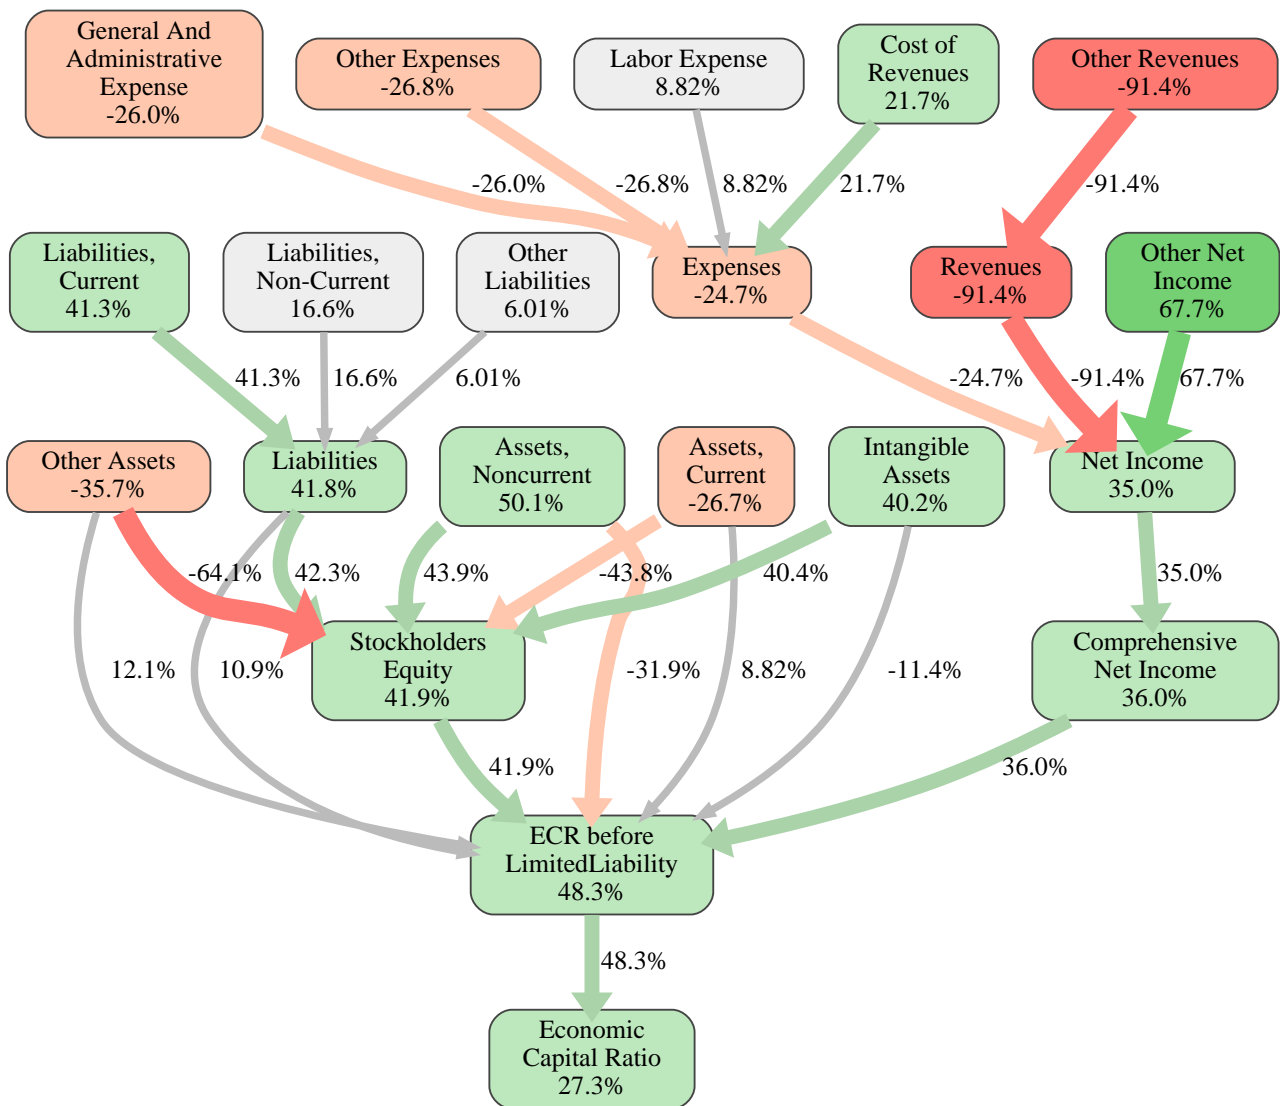 General And
Administrative
Expense
-26.0%
Other Expenses
-26.8%
Labor Expense
8.82%
Cost of
Revenues
21.7%
Other Revenues
-91.4%
-26.0%
-26.8%
8.82%
21.7%
-91.4%
Liabilities,
Current
41.3%
Liabilities,
Non-Current
16.6%
Other
Liabilities
6.01%
Expenses
-24.7%
Revenues
-91.4%
Other Net
Income
67.7%
41.3%
16.6%
6.01%
-24.7%
-91.4%
67.7%
Other Assets
-35.7%
Liabilities
41.8%
Assets,
Noncurrent
50.1%
Assets,
Current
-26.7%
Intangible
Assets
40.2%
Net Income
35.0%
-64.1%
42.3%
43.9%
-43.8%
40.4%
35.0%
Stockholders
Equity
41.9%
Comprehensive
Net Income
36.0%
12.1%
10.9%
-31.9%
8.82%
-11.4%
41.9%
36.0%
ECR before
LimitedLiability
48.3%
48.3%
Economic
Capital Ratio
27.3%